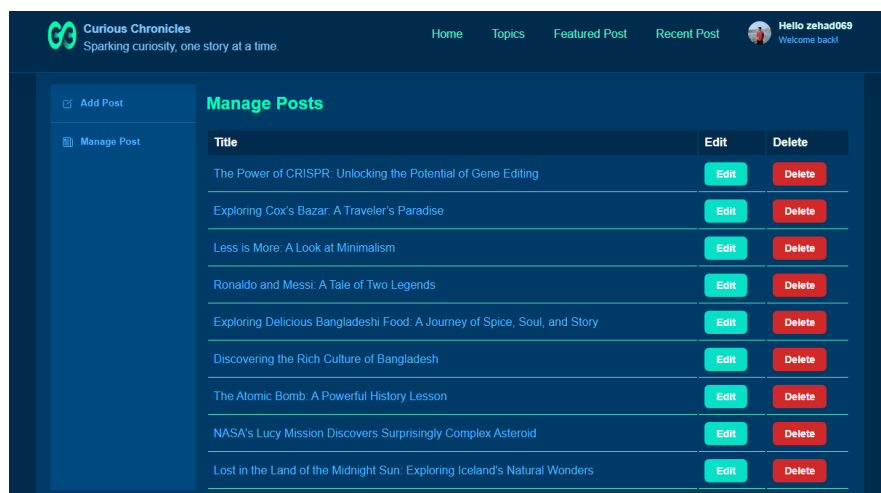 Curious Chronicles
Sparking curiosity, one story at a time.
Home Topics Featured Post Recent Post
Hello zehad069
Welcome back!
Add Post
Manage Post
Manage Posts
Title Edit Delete
The Power of CRISPR: Unlocking the Potential of Gene Editing Edit Delete
Exploring Cox's Bazar: A Traveler's Paradise Edit Delete
Less is More: A Look at Minimalism Edit Delete
Ronaldo and Messi: A Tale of Two Legends Edit Delete
Exploring Delicious Bangladeshi Food: A Journey of Spice, Soul, and Story Edit Delete
Discovering the Rich Culture of Bangladesh Edit Delete
The Atomic Bomb: A Powerful History Lesson Edit Delete
NASA's Lucy Mission Discovers Surprisingly Complex Asteroid Edit Delete
Lost in the Land of the Midnight Sun: Exploring Iceland's Natural Wonders Edit Delete